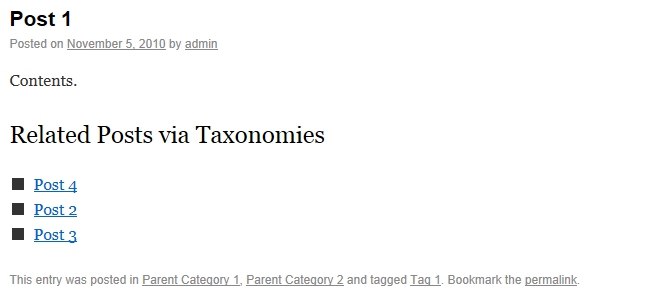 Post 1
Posted on November 5, 2010 by admin
Contents.
Related Posts via Taxonomies
Post 4
Post 2
Post 3
This entry was posted in Parent Category 1, Parent Category 2 and tagged Tag 1. Bookmark the permalink.